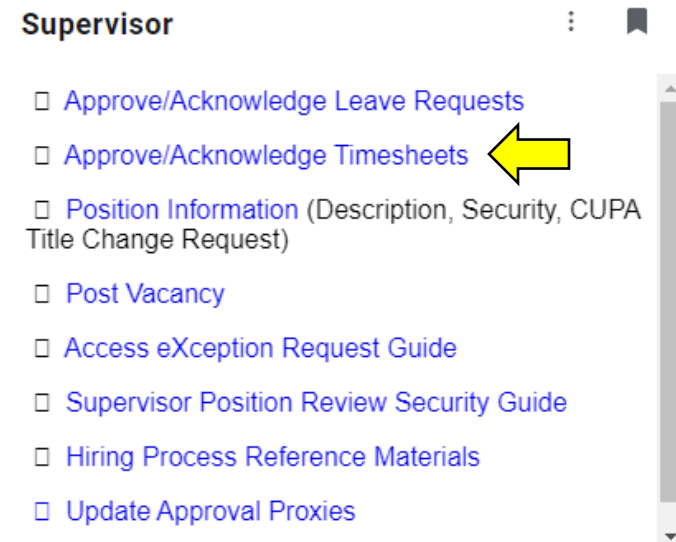 Supervisor
Approve/Acknowledge Leave Requests
Approve/Acknowledge Timesheets
Position Information (Description, Security, CUPA
Title Change Request)
Post Vacancy
Access eXception Request Guide
Supervisor Position Review Security Guide
Hiring Process Reference Materials
Update Approval Proxies